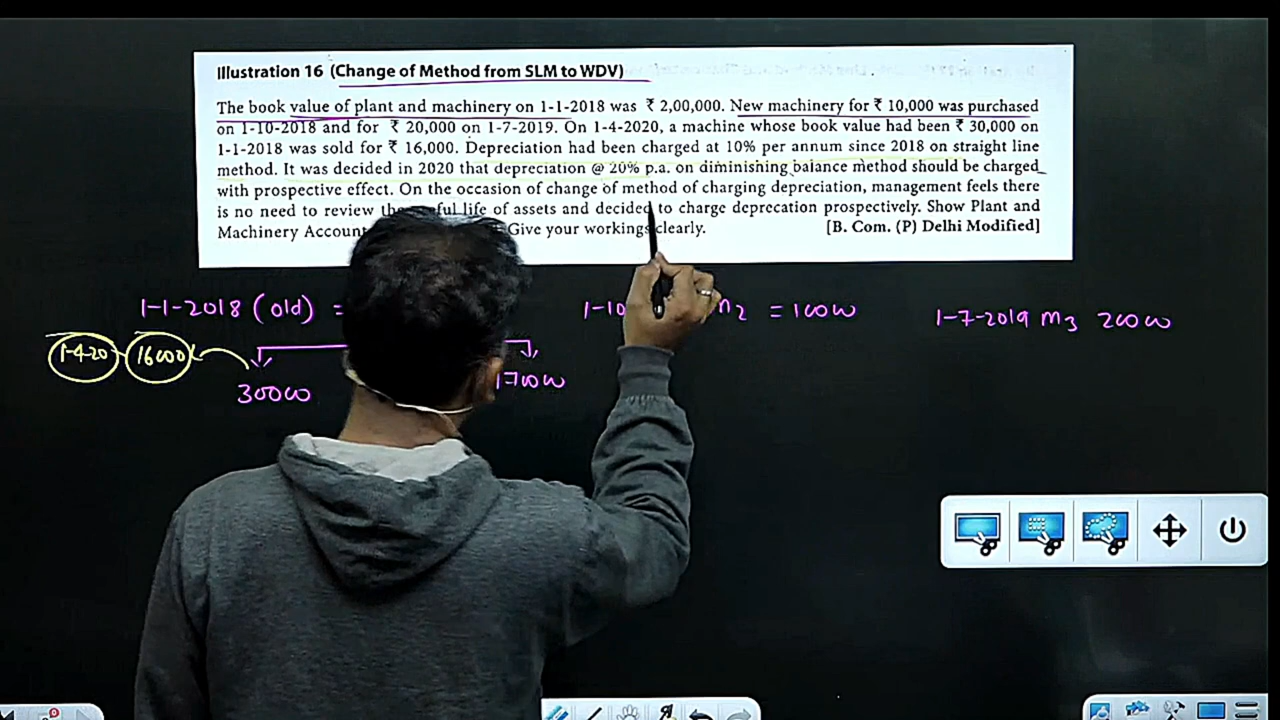 Illustration 16 (Change of Method from SLM to WDV)
The book value of plant and machinery on 1-1-2018 was ₹ 2,00,000. New machinery for ₹ 10,000 was purchased
on 1-10-2018 and for ₹ 20,000 on 1-7-2019. On 1-4-2020, a machine whose book value had been ₹ 30,000 on
1-1-2018 was sold for ₹ 16,000. Depreciation had been charged at 10% per annum since 2018 on straight line
method. It was decided in 2020 that depreciation @ 20% p.a. on diminishing balance method should be charged
with prospective effect. On the occasion of change of method of charging depreciation, management feels there
is no need to review the useful life of assets and decided to charge deprecation prospectively. Show Plant and
Machinery Account Give your workings clearly. [B. Com. (P) Delhi Modified]
1-1-2018 (old) = 1-10 m2 = 10000 1-7-2019 m3 20000
1-4-20 16000
30000 170000